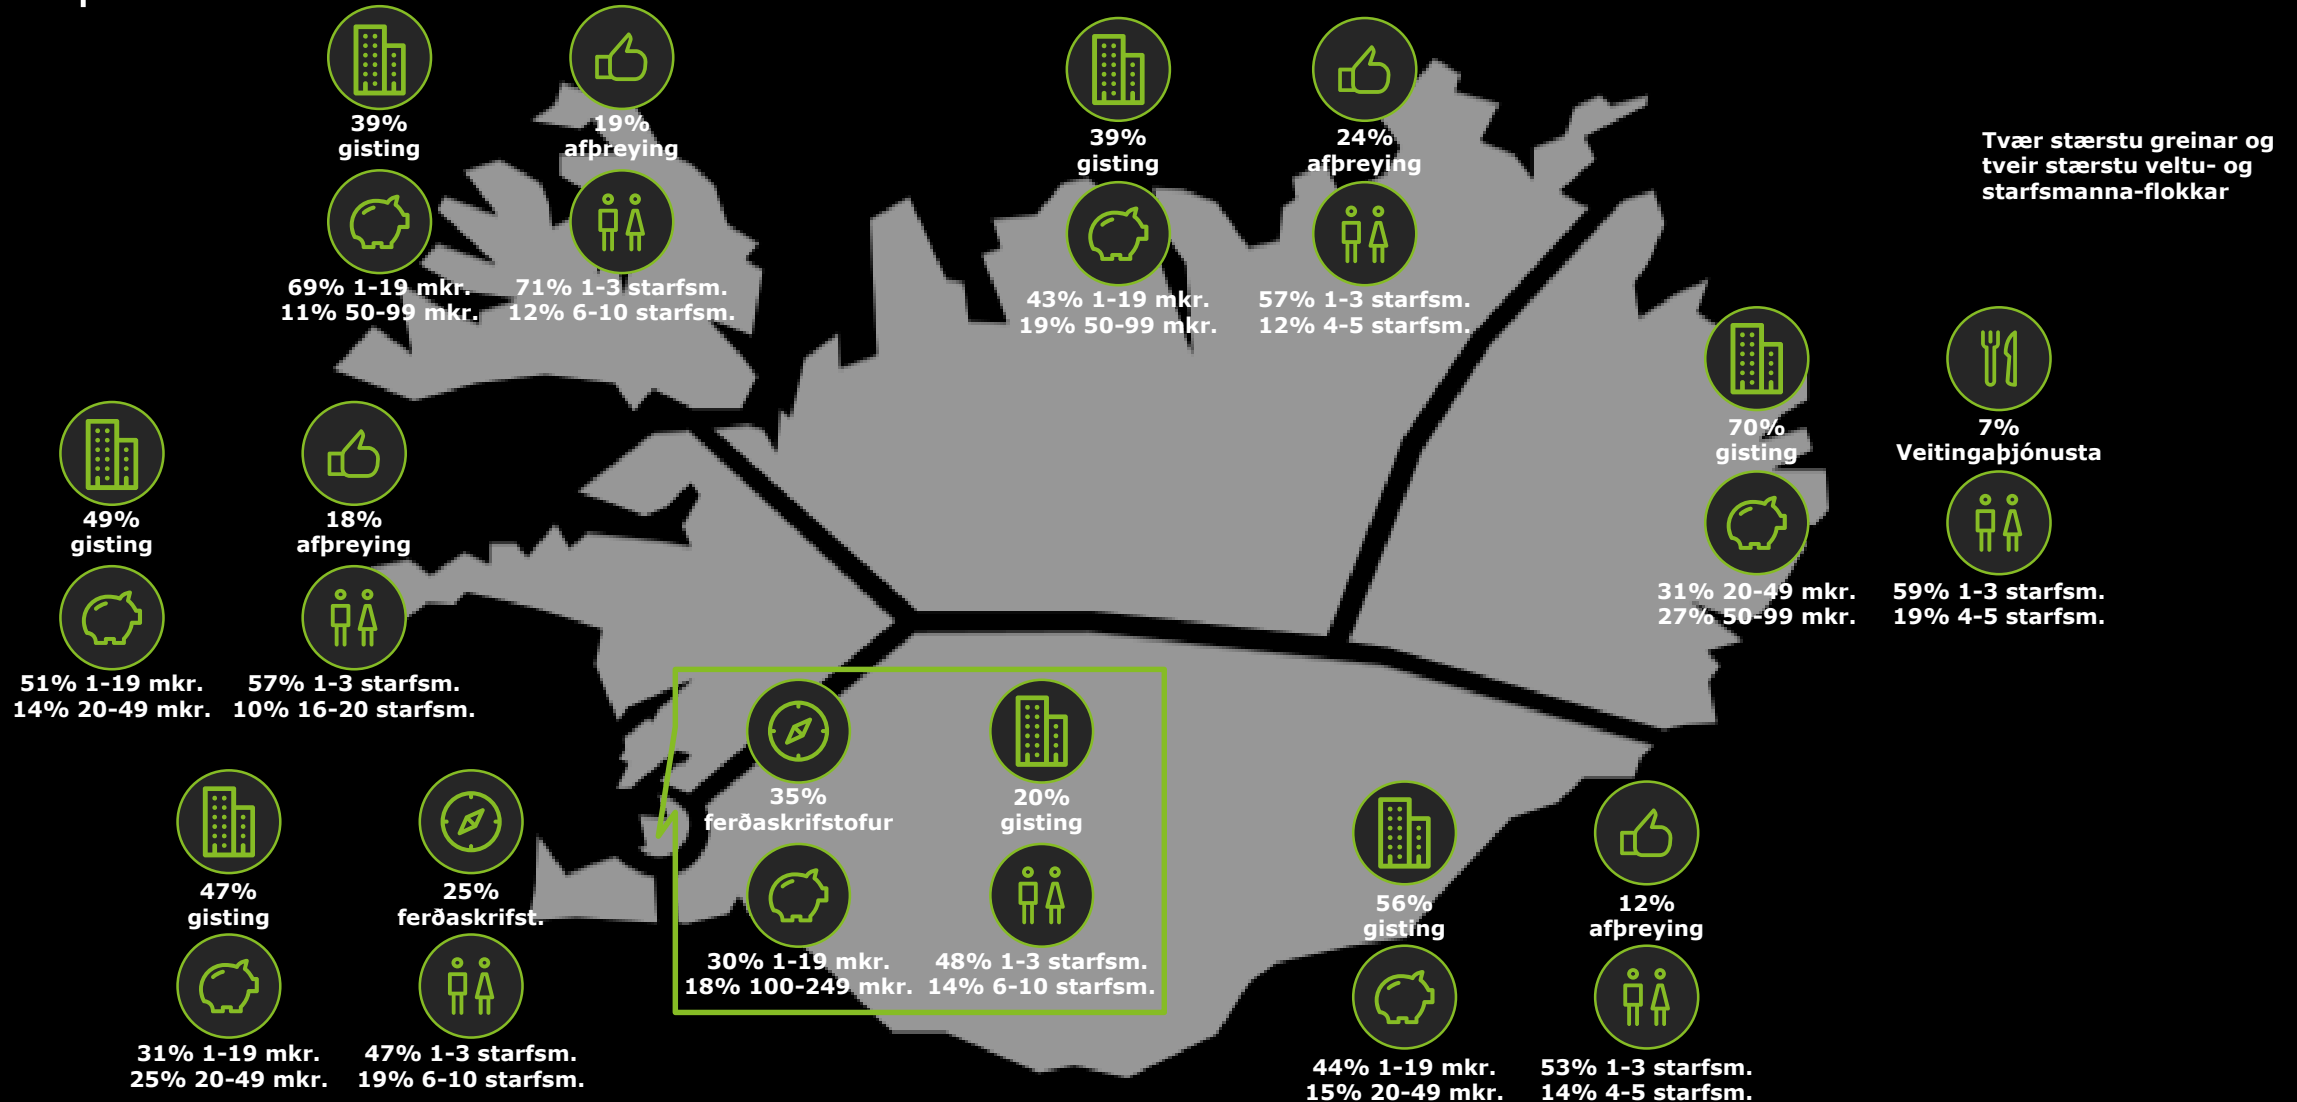 39%
gisting
19%
afþreying
69% 1-19 mkr.
11% 50-99 mkr.
71% 1-3 starfsm.
12% 6-10 starfsm.
39%
gisting
24%
afþreying
43% 1-19 mkr.
19% 50-99 mkr.
57% 1-3 starfsm.
12% 4-5 starfsm.
Tvær stærstu greinar og
tveir stærstu veltu- og
starfsmanna-flokkar
70%
gisting
7%
Veitingaþjónusta
31% 20-49 mkr.
27% 50-99 mkr.
59% 1-3 starfsm.
19% 4-5 starfsm.
49%
gisting
18%
afþreying
51% 1-19 mkr.
14% 20-49 mkr.
57% 1-3 starfsm.
10% 16-20 starfsm.
35%
ferðaskrifstofur
20%
gisting
30% 1-19 mkr.
18% 100-249 mkr.
48% 1-3 starfsm.
14% 6-10 starfsm.
47%
gisting
25%
ferðaskrifst.
31% 1-19 mkr.
25% 20-49 mkr.
47% 1-3 starfsm.
19% 6-10 starfsm.
56%
gisting
12%
afþreying
44% 1-19 mkr.
15% 20-49 mkr.
53% 1-3 starfsm.
14% 4-5 starfsm.